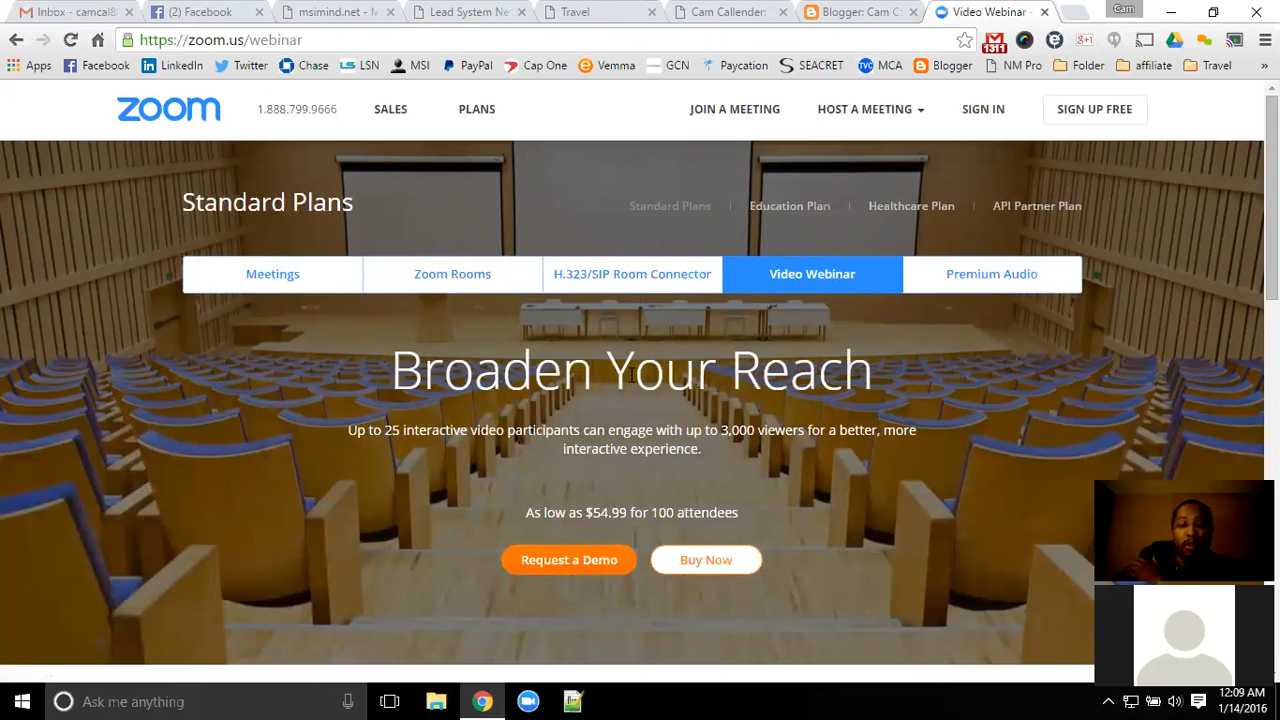 Inbox - camcal8
(2) Facebook
msimind.net - M
Lead System Ne
Travel
Cam Callender
Blogger: Cam C
Video Webinar -
Cam
https://zoom.us/webinar
1311
Apps
Facebook
LinkedIn
Twitter
Chase
LSN
MSI
PayPal
Cap One
Vemma
GCN
Paycation
SEACRET
MCA
Blogger
NM Pro
Folder
affiliate
Travel
»
zoom
1.888.799.9666
SALES
PLANS
JOIN A MEETING
HOST A MEETING
SIGN IN
SIGN UP FREE
Standard Plans
Standard Plans | Education Plan | Healthcare Plan | API Partner Plan
Meetings
Zoom Rooms
H.323/SIP Room Connector
Video Webinar
Premium Audio
Broaden Your Reach
Up to 25 interactive video participants can engage with up to 3,000 viewers for a better, more
interactive experience.
As low as $54.99 for 100 attendees
Request a Demo
Buy Now
Ask me anything
12:09 AM
1/14/2016